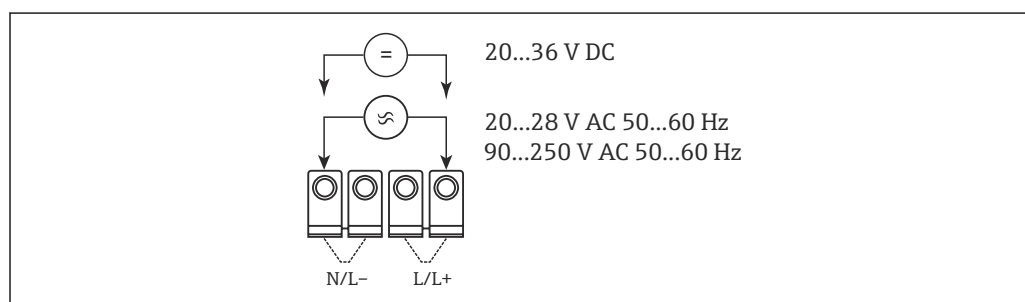 =
20...36 V DC
20...28 V AC 50...60 Hz
90...250 V AC 50...60 Hz
N/L–
L/L+